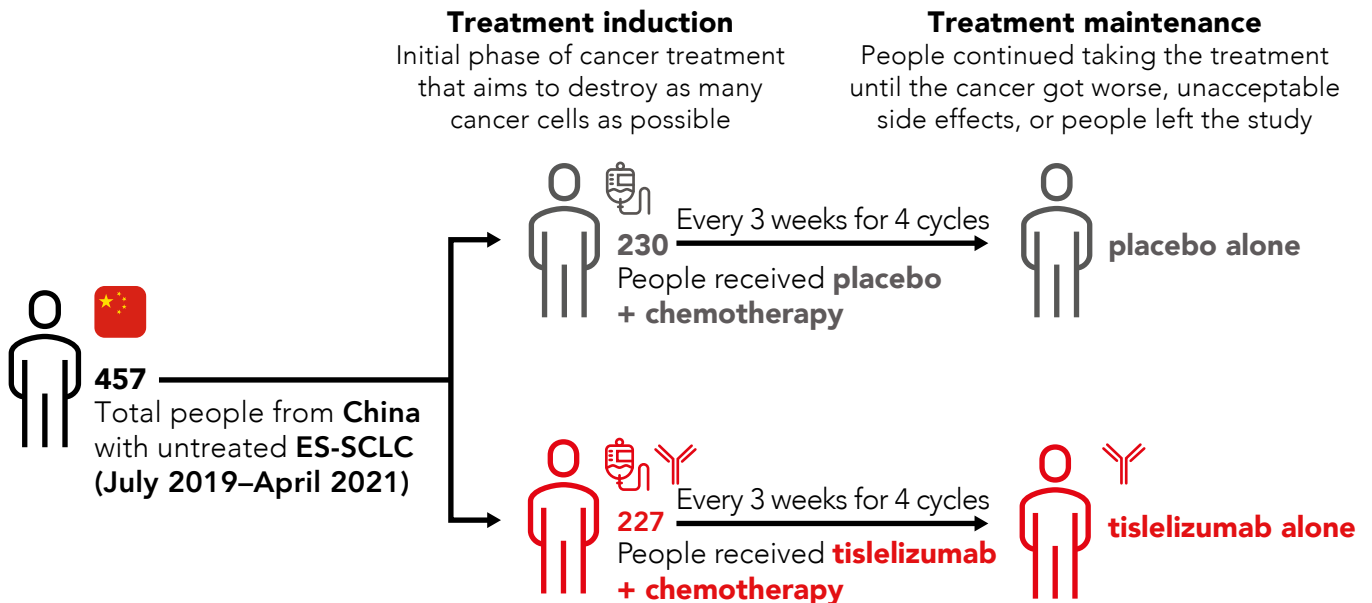 Treatment induction
Initial phase of cancer treatment
that aims to destroy as many
cancer cells as possible
Treatment maintenance
People continued taking the treatment
until the cancer got worse, unacceptable
side effects, or people left the study
457
Total people from China
with untreated ES-SCLC
(July 2019–April 2021)
230
People received placebo
+ chemotherapy
Every 3 weeks for 4 cycles
placebo alone
227
People received tislelizumab
+ chemotherapy
Every 3 weeks for 4 cycles
tislelizumab alone